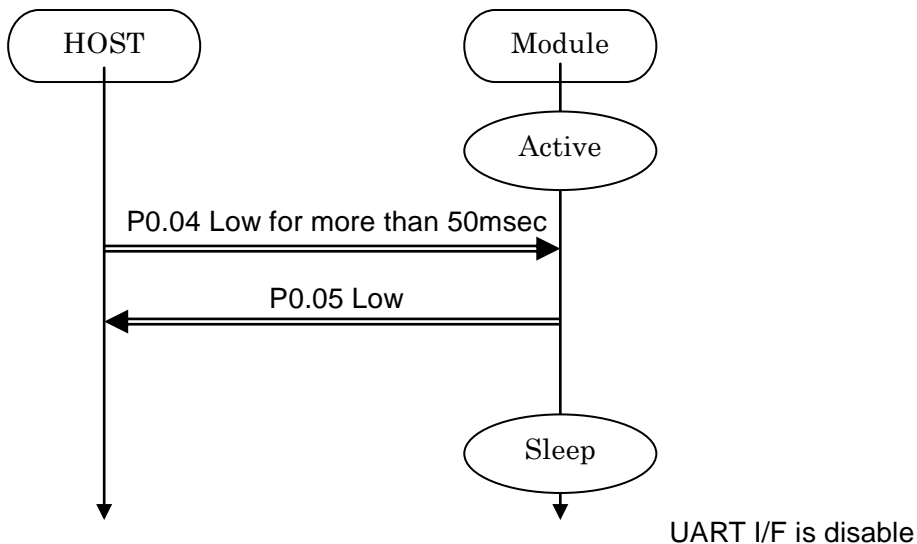 HOST
Module
Active
P0.04 Low for more than 50msec
P0.05 Low
Sleep
UART I/F is disable